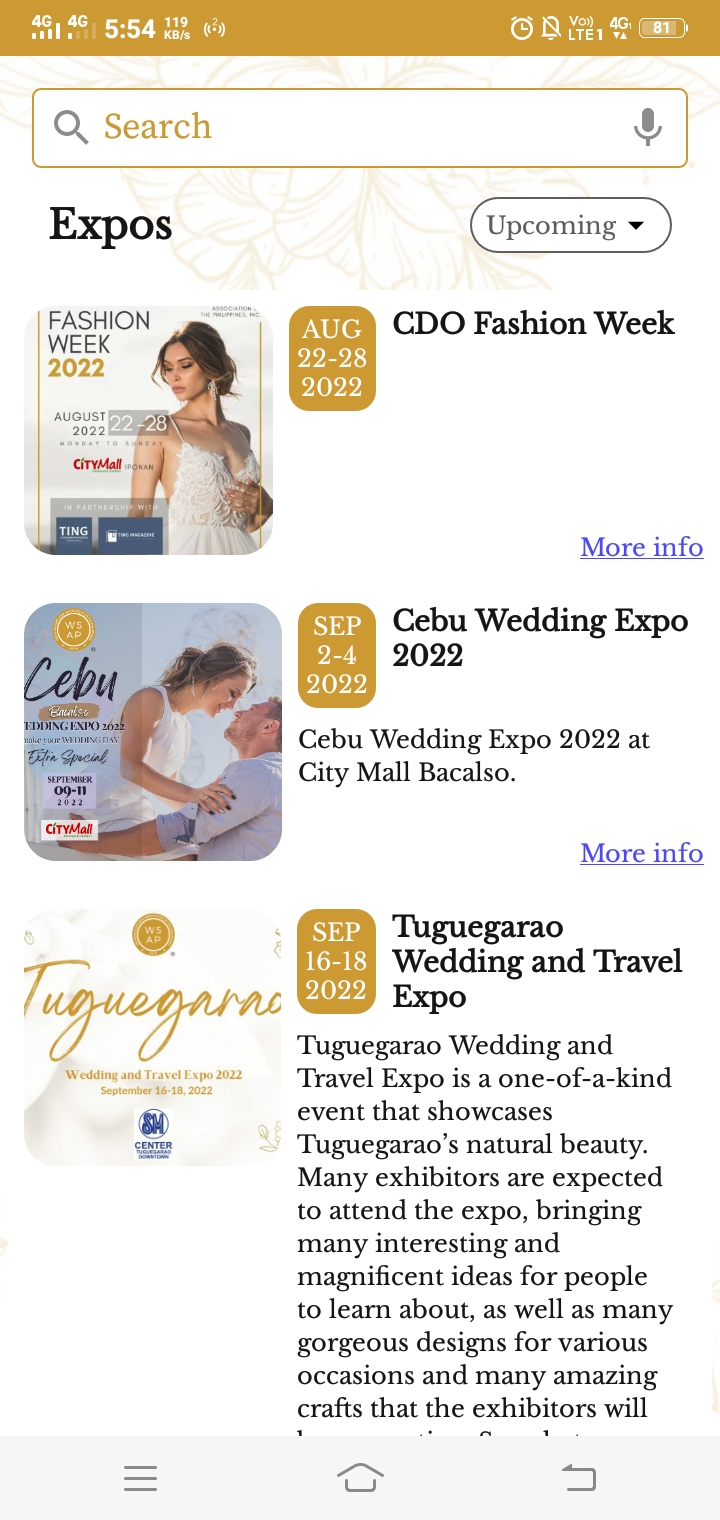 4G 4G 5:54 119 KB/s 2 Vo)) LTE1 4G 81
Search
Expos
Upcoming
ASSOCIATION
THE PHILIPPINES, INC.
FASHION
WEEK
2022
AUGUST 22-28
2022
MONDAY TO SUNDAY
CITYMall IPONAN
IN PARTNERSHIP WITH
TING
TING MAGAZINE
AUG
22-28
2022
CDO Fashion Week
More info
WS
AP
Cebu
Bacalso
EDDING EXPO 2022
ake your WEDDING DAY
Extra Special
SEPTEMBER
09-11
2022
CITYMall
SEP
2-4
2022
Cebu Wedding Expo
2022
Cebu Wedding Expo 2022 at
City Mall Bacalso.
More info
WS
AP
Tuguegarao
Wedding and Travel Expo 2022
September 16-18, 2022
SM
CENTER
TUGUEGARAO
DOWNTOWN
SEP
16-18
2022
Tuguegarao
Wedding and Travel
Expo
Tuguegarao Wedding and
Travel Expo is a one-of-a-kind
event that showcases
Tuguegarao’s natural beauty.
Many exhibitors are expected
to attend the expo, bringing
many interesting and
magnificent ideas for people
to learn about, as well as many
gorgeous designs for various
occasions and many amazing
crafts that the exhibitors will